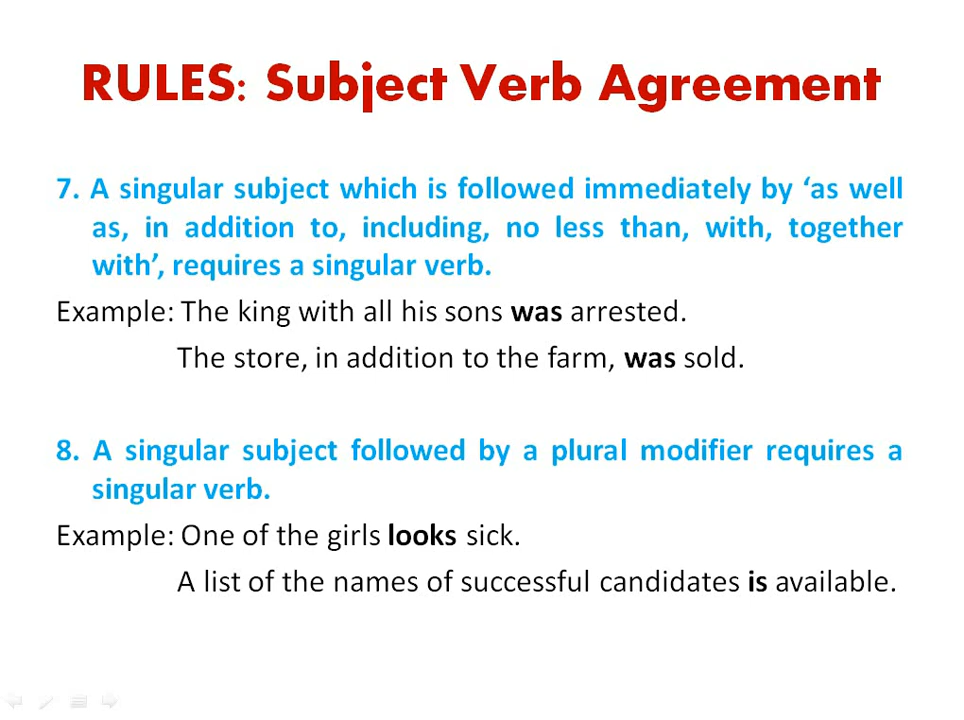 RULES: Subject Verb Agreement
7. A singular subject which is followed immediately by ‘as well
as, in addition to, including, no less than, with, together
with’, requires a singular verb.
Example: The king with all his sons was arrested.
The store, in addition to the farm, was sold.
8. A singular subject followed by a plural modifier requires a
singular verb.
Example: One of the girls looks sick.
A list of the names of successful candidates is available.